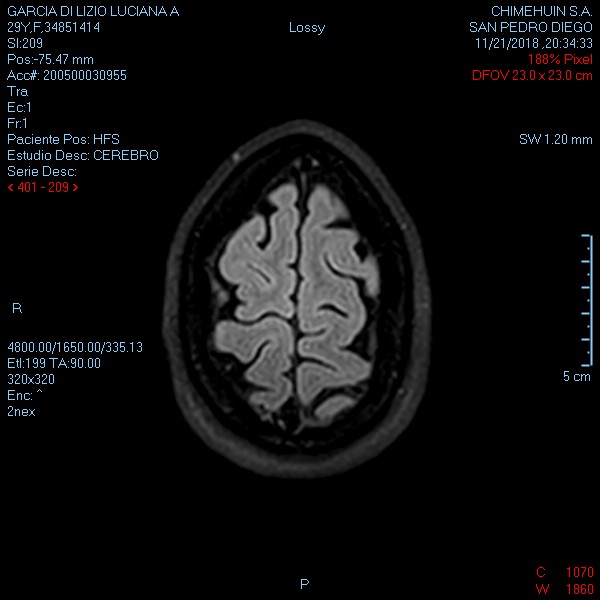 GARCIA DI LIZIO LUCIANA A
29Y,F,34851414
Sl:209
Pos:-75.47 mm
Acc#: 200500030955
Tra
Ec:1
Fr:1
Paciente Pos: HFS
Estudio Desc: CEREBRO
Serie Desc:
< 401 - 209 >
Lossy
CHIMEHUIN S.A.
SAN PEDRO DIEGO
11/21/2018 ,20:34:33
188% Pixel
DFOV 23.0 x 23.0 cm
SW 1.20 mm
R
5 cm
4800.00/1650.00/335.13
Etl:199 TA:90.00
320x320
Enc: ^
2nex
P
C 1070
W 1860